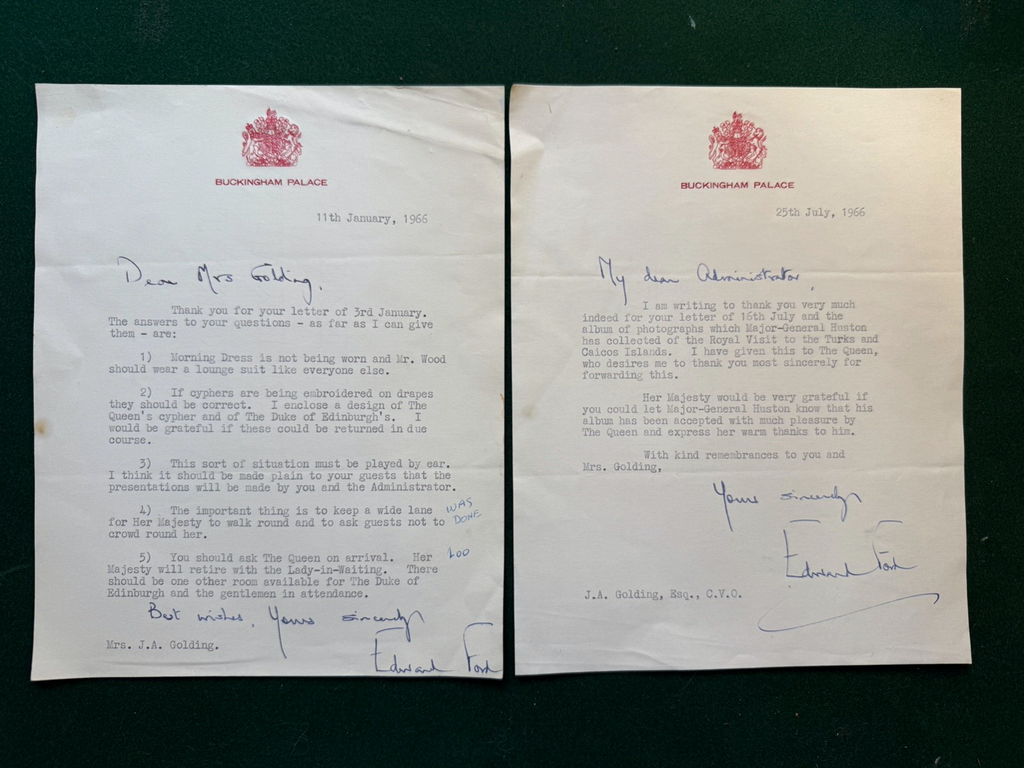 BUCKINGHAM PALACE
11th January, 1966
Dear Mrs Golding,
Thank you for your letter of 3rd January.
The answers to your questions - as far as I can give
them - are:
1) Morning Dress is not being worn and Mr. Wood
should wear a lounge suit like everyone else.
2) If cyphers are being embroidered on drapes
they should be correct. I enclose a design of The
Queen's cypher and of The Duke of Edinburgh's. I
would be grateful if these could be returned in due
course.
3) This sort of situation must be played by ear.
I think it should be made plain to your guests that the
presentations will be made by you and the Administrator.
4) The important thing is to keep a wide lane
for Her Majesty to walk round and to ask guests not to
crowd round her.
WAS
DONE
5) You should ask The Queen on arrival. Her
Majesty will retire with the Lady-in-Waiting. There
should be one other room available for The Duke of
Edinburgh and the gentlemen in attendance.
LOO
Best wishes, Yours sincerely
Edward Ford
Mrs. J.A. Golding.
BUCKINGHAM PALACE
25th July, 1966
My dear Administrator,
I am writing to thank you very much
indeed for your letter of 16th July and the
album of photographs which Major-General Huston
has collected of the Royal Visit to the Turks and
Caicos Islands. I have given this to The Queen,
who desires me to thank you most sincerely for
forwarding this.
Her Majesty would be very grateful if
you could let Major-General Huston know that his
album has been accepted with much pleasure by
The Queen and express her warm thanks to him.
With kind remembrances to you and
Mrs. Golding,
Yours sincerely
Edward Ford
J.A. Golding, Esq., C.V.O.